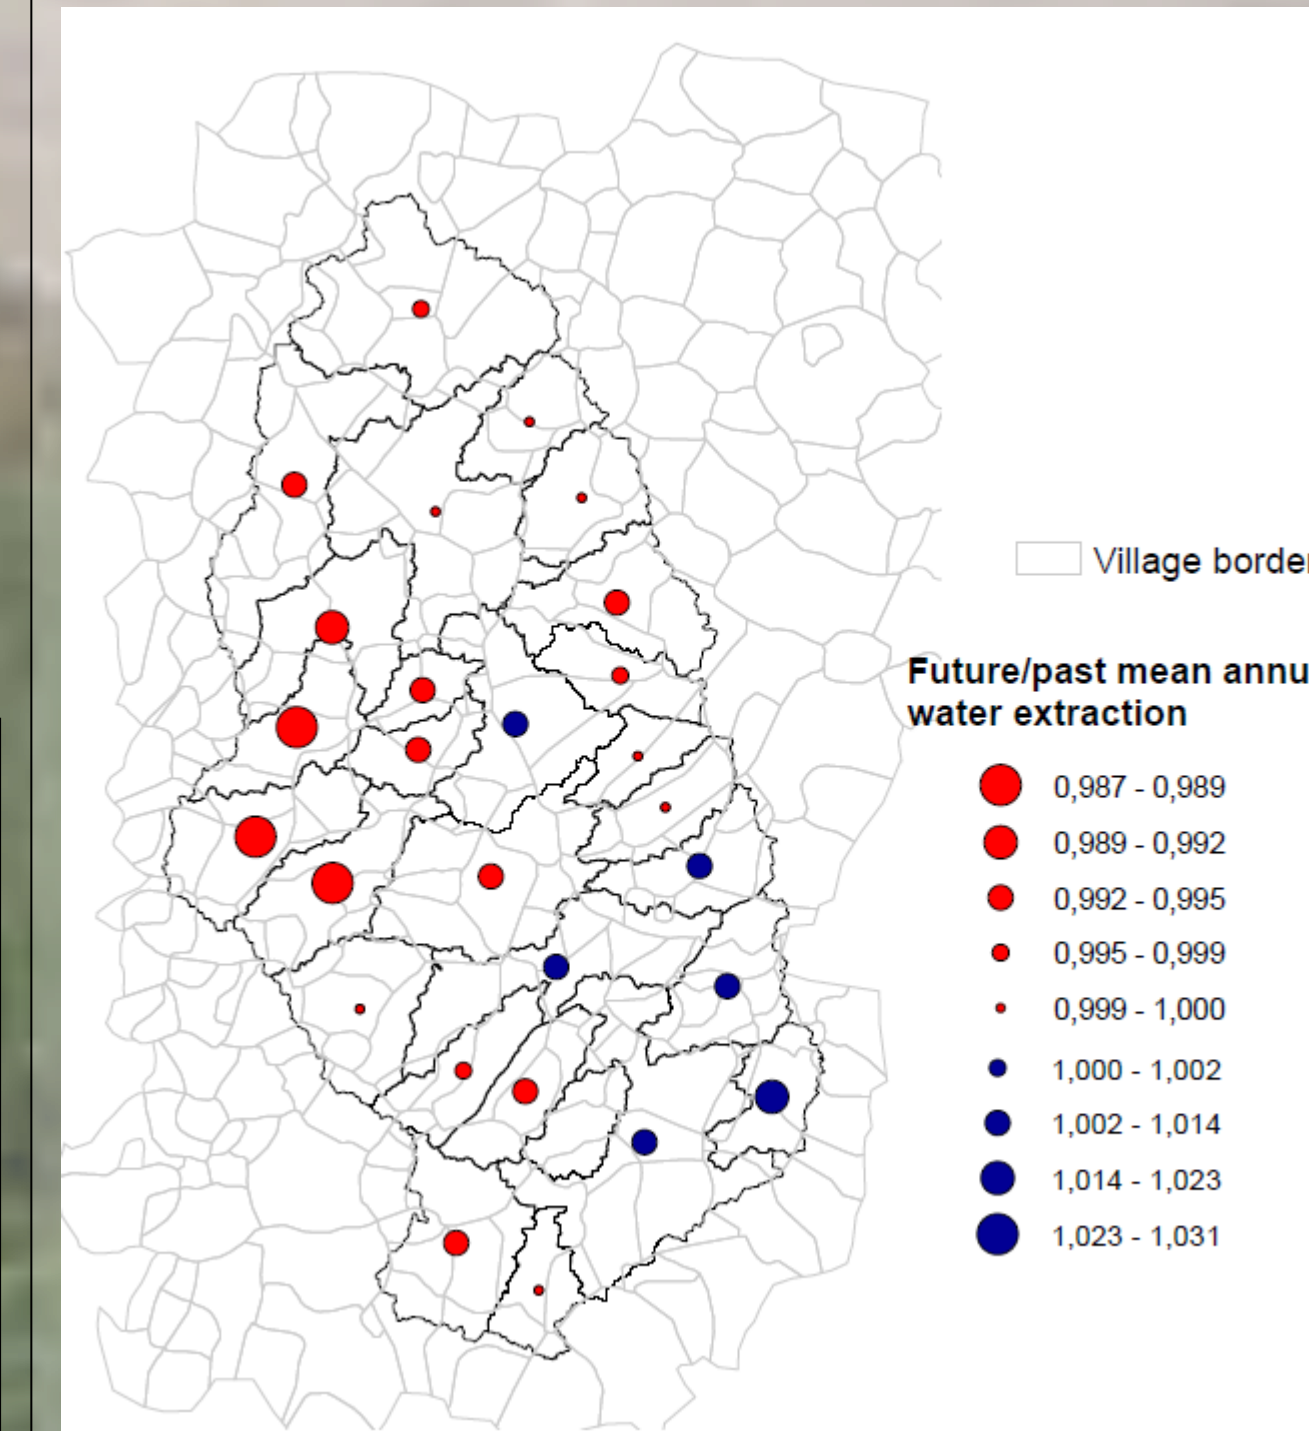 Village border
Future/past mean annu
water extraction
0,987 - 0,989
0,989 - 0,992
0,992 - 0,995
0,995 - 0,999
0,999 - 1,000
1,000 - 1,002
1,002 - 1,014
1,014 - 1,023
1,023 - 1,031